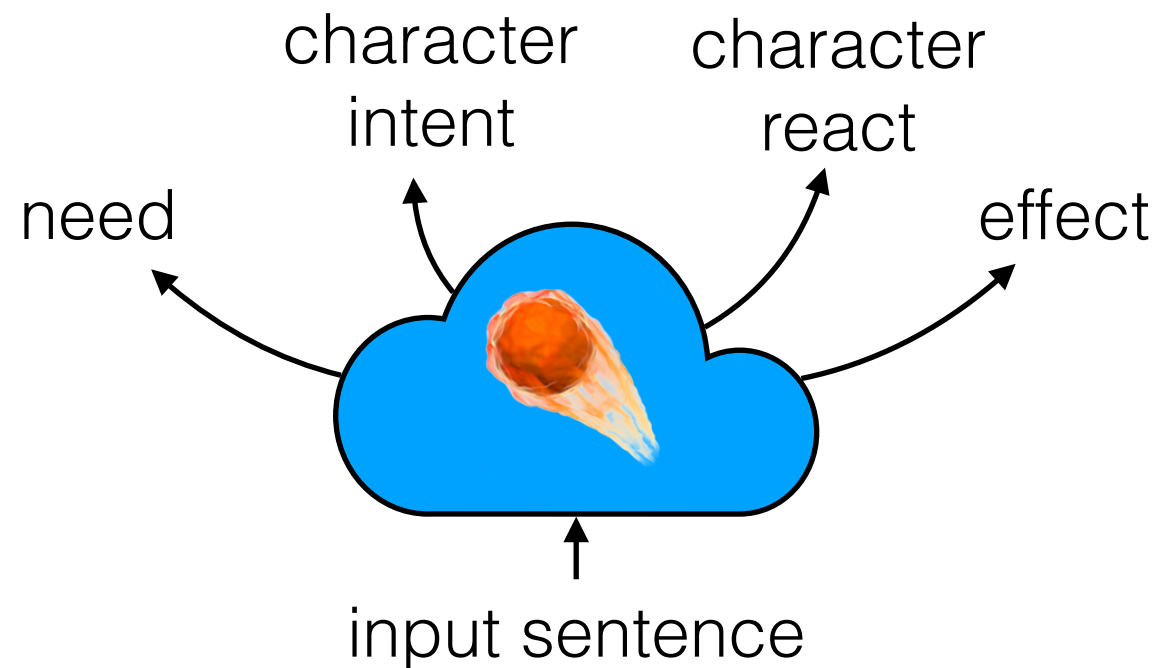 character
intent
character
react
need
effect
input sentence